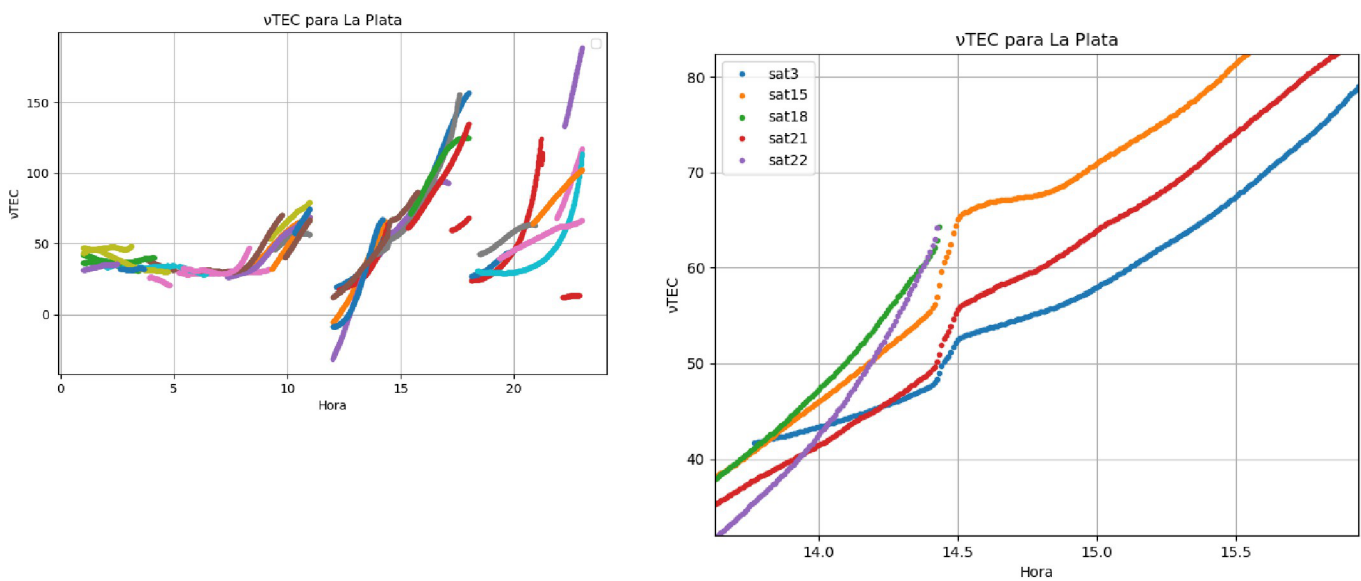 νTEC para La Plata
150
100
50
0
νTEC
0 5 10 15 20
Hora
νTEC para La Plata
sat3
sat15
sat18
sat21
sat22
80
70
60
50
40
νTEC
14.0 14.5 15.0 15.5
Hora